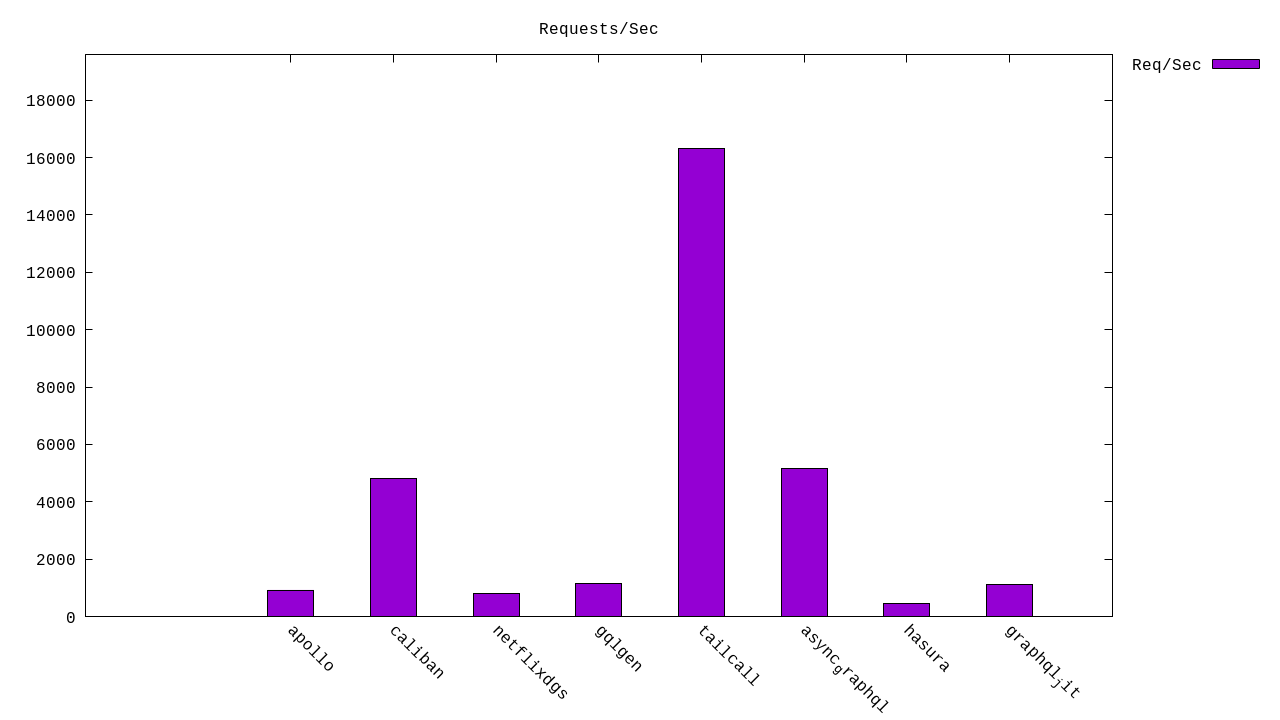 Requests/Sec
Req/Sec
18000
16000
14000
12000
10000
8000
6000
4000
2000
0
apollo
caliban
netflixdgs
gqlgen
tailcall
async_graphql
hasura
graphql_jit